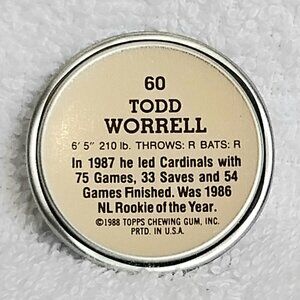 60
TODD
WORRELL
6' 5" 210 lb. THROWS: R BATS: R
In 1987 he led Cardinals with
75 Games, 33 Saves and 54
Games Finished. Was 1986
NL Rookie of the Year.
©1988 TOPPS CHEWING GUM, INC.
PRTD. IN U.S.A.